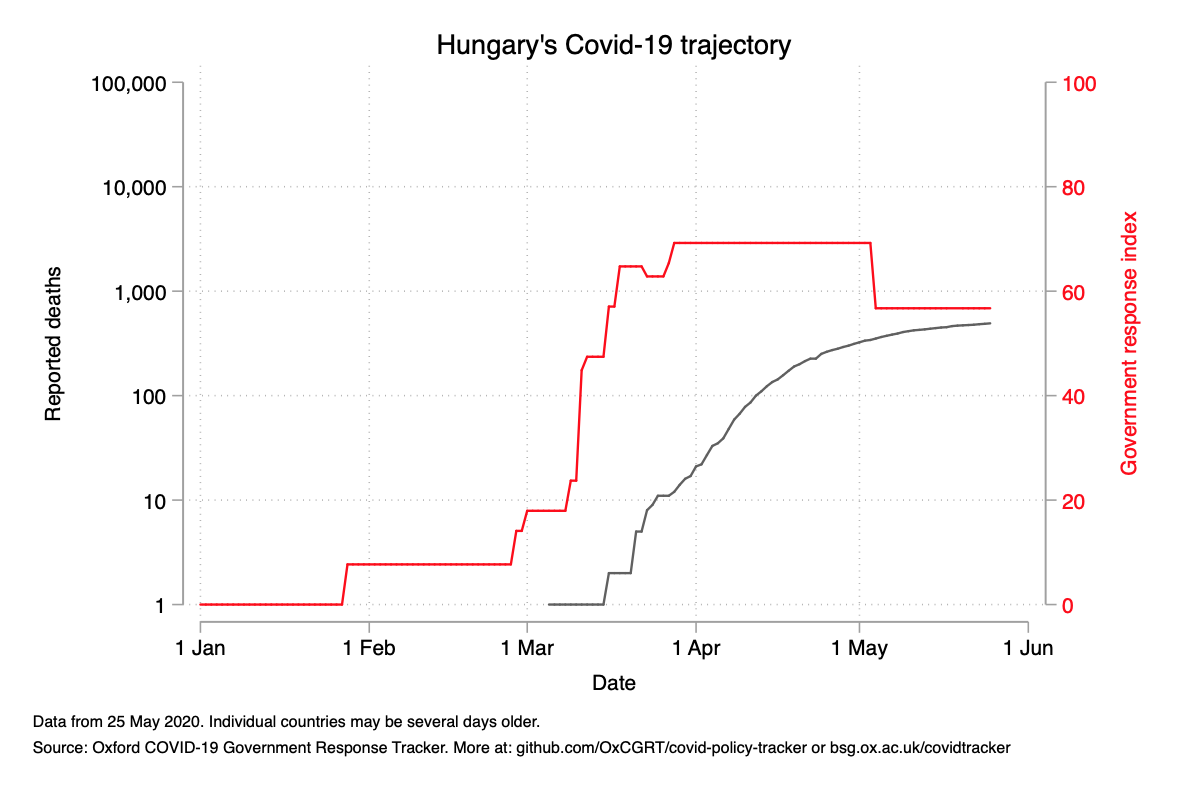 Hungary's Covid-19 trajectory
100,000
10,000
1,000
100
10
1
Reported deaths
100
80
60
40
20
0
Government response index
1 Jan
1 Feb
1 Mar
1 Apr
1 May
1 Jun
Date
Data from 25 May 2020. Individual countries may be several days older.
Source: Oxford COVID-19 Government Response Tracker. More at: github.com/OxCGRT/covid-policy-tracker or bsg.ox.ac.uk/covidtracker